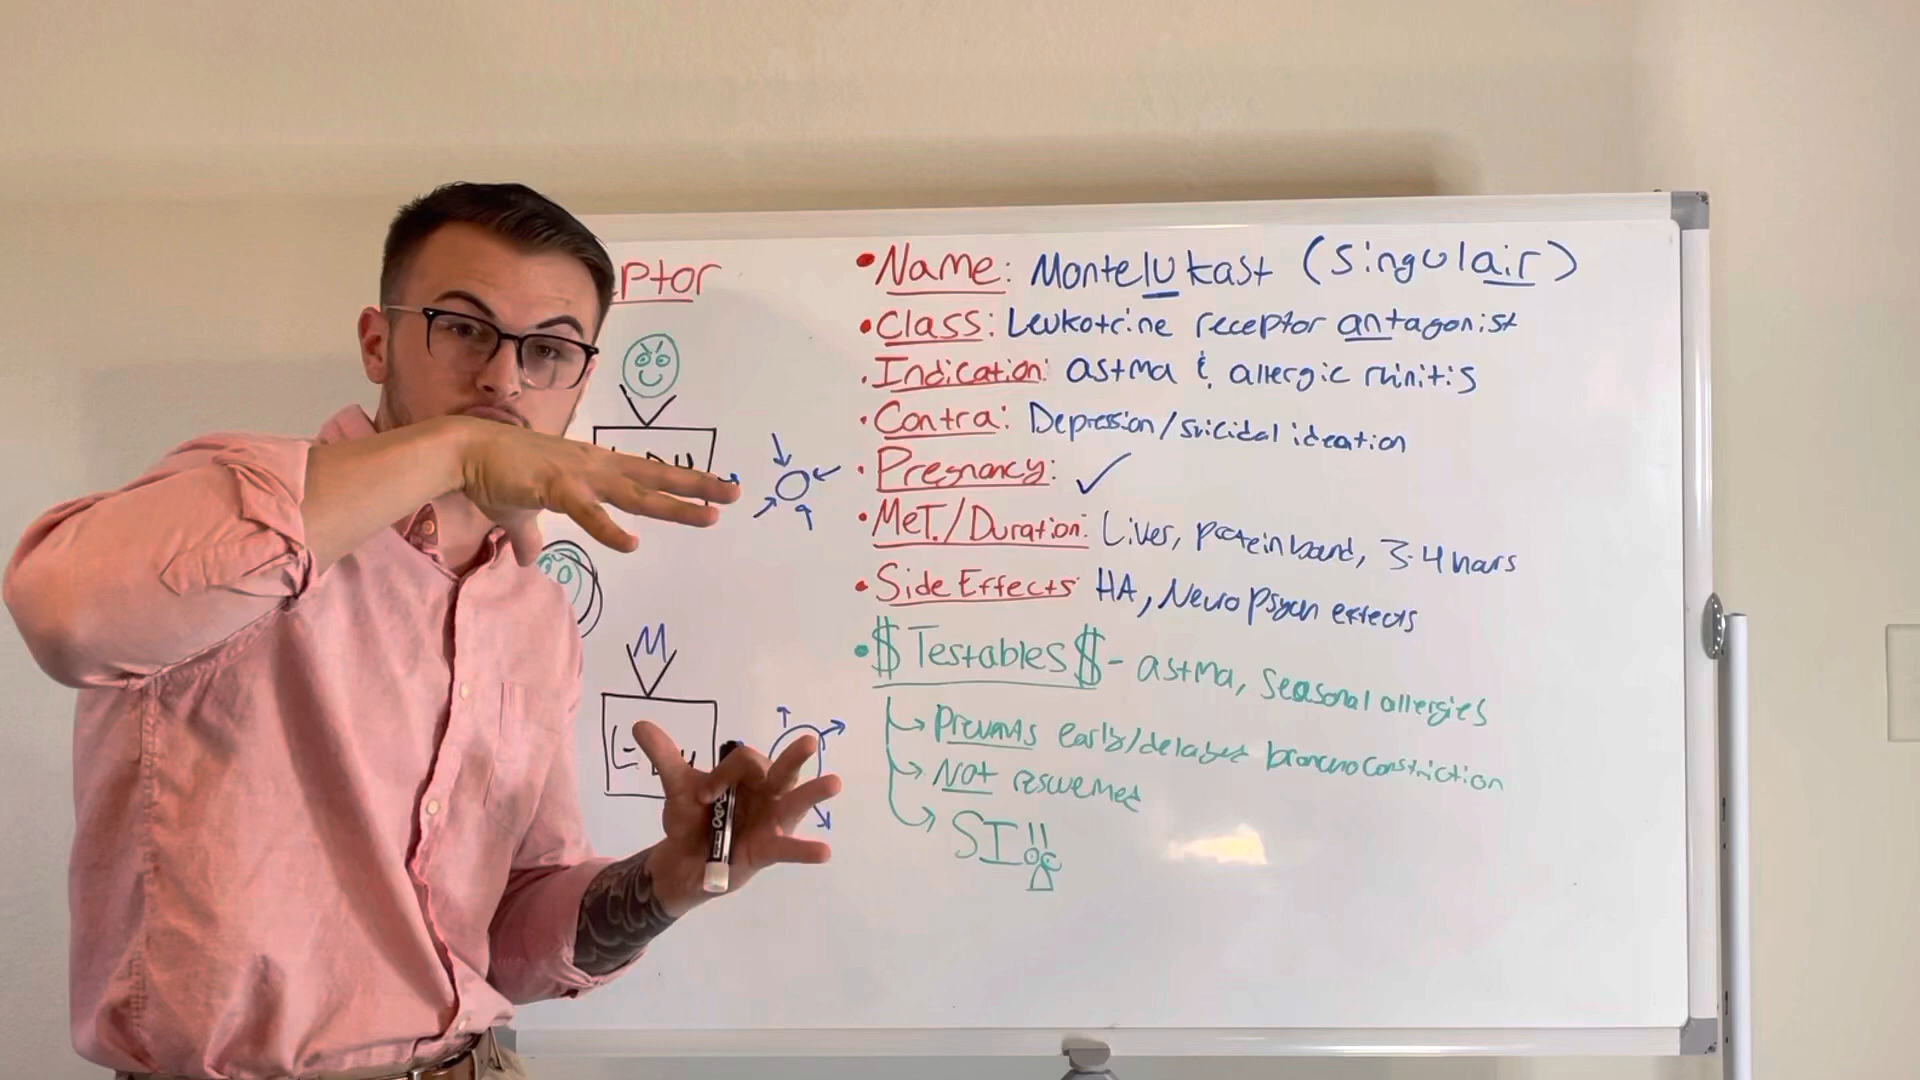 ptor
• Name: Montelukast (Singulair)
• Class: Leukotrine receptor antagonist
• Indication: astma & allergic rhinitis
• Contra: Depression/suicidal ideation
• Pregnancy: ✓
• Met./Duration: Liver, protein bound, 3-4 hours
• Side Effects: HA, Neuro psych effects
• $Testables$ - astma, seasonal allergies
→ Prevents early/delayed bronchoconstriction
→ Not rescue med
→ SI!!
M